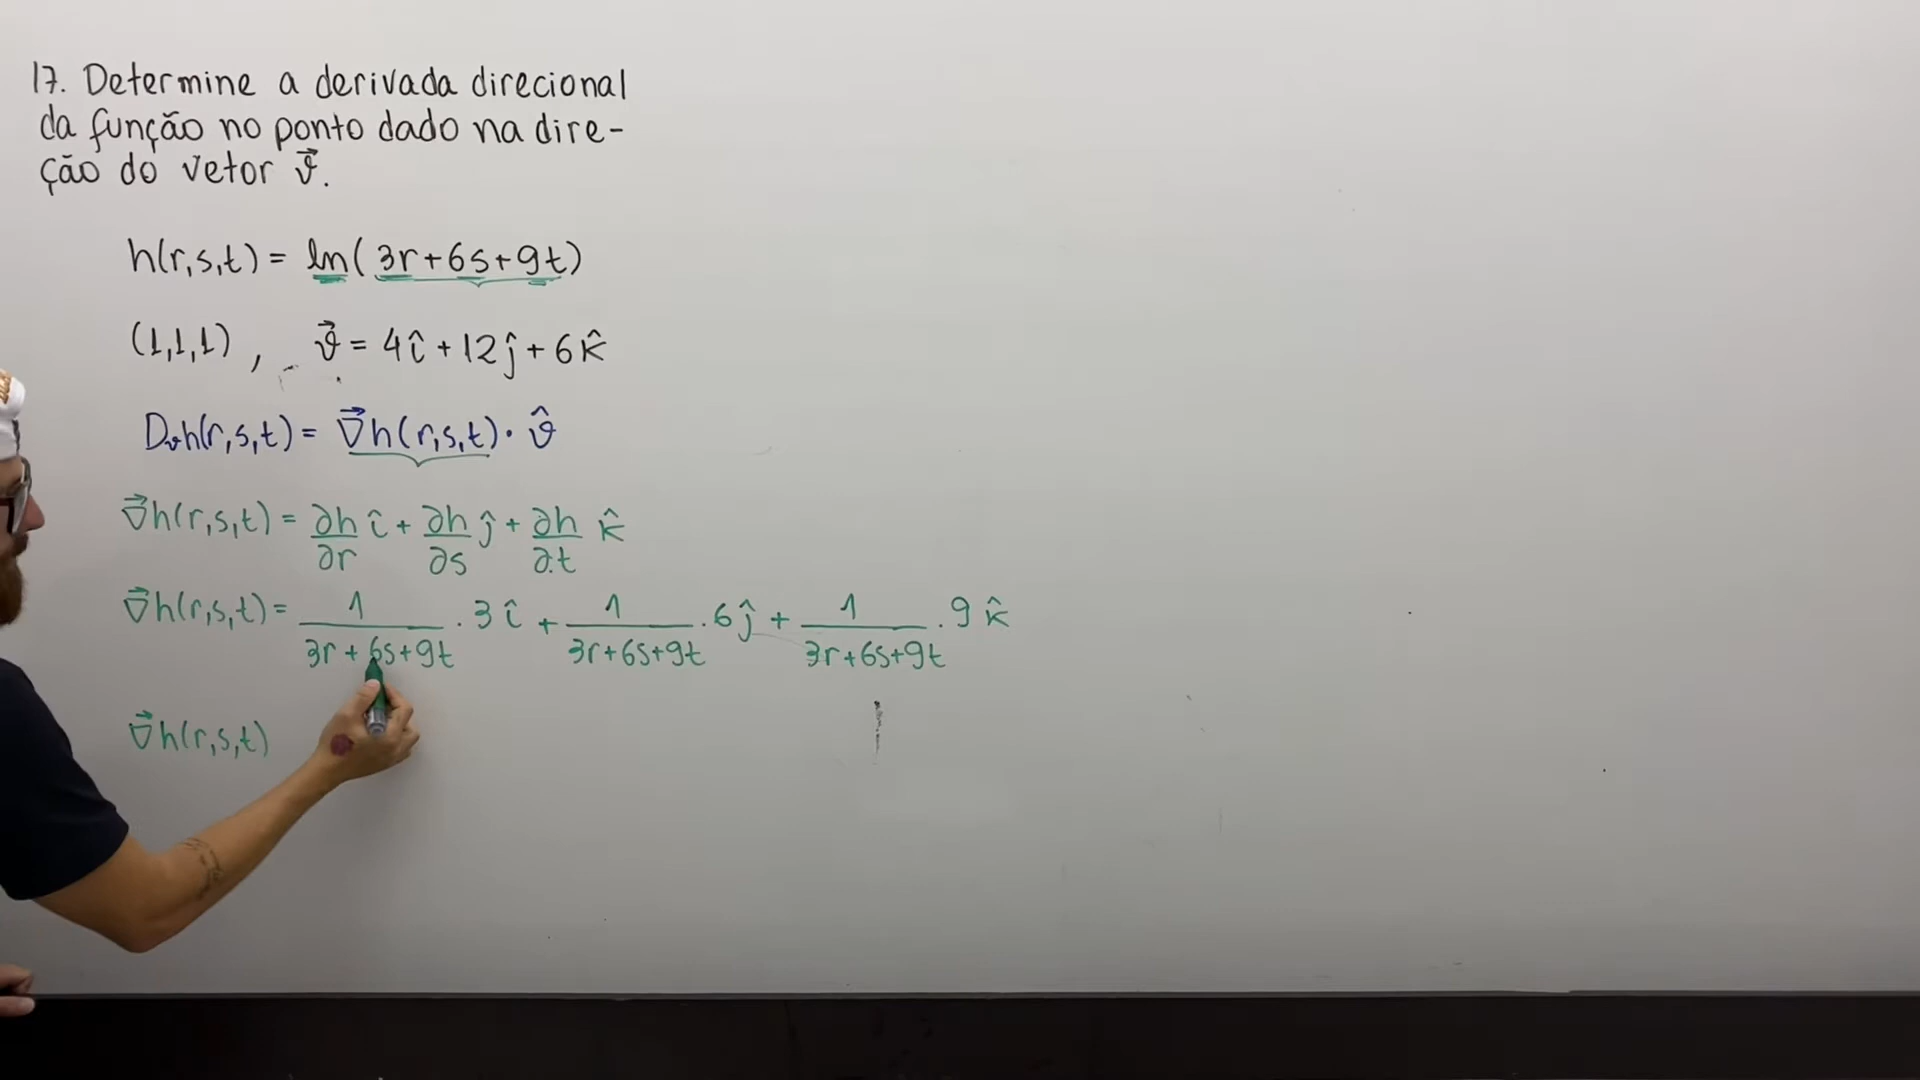 17. Determine a derivada direcional
da função no ponto dado na dire-
ção do vetor v⃗.
h(r,s,t) = ln(3r+6s+9t)
(1,1,1) , v⃗ = 4î + 12ĵ + 6k̂
Dvh(r,s,t) = ∇⃗h(r,s,t) · v̂
∇⃗h(r,s,t) = ∂h/∂r î + ∂h/∂s ĵ + ∂h/∂t k̂
∇⃗h(r,s,t) = 1/(3r+6s+9t) . 3 î + 1/(3r+6s+9t) . 6 ĵ + 1/(3r+6s+9t) . 9 k̂
∇⃗h(r,s,t)